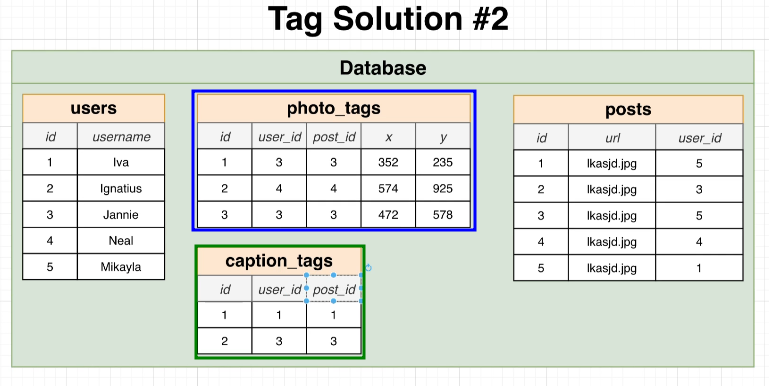 Tag Solution #2
Database
users
id username
1 Iva
2 Ignatius
3 Jannie
4 Neal
5 Mikayla
photo_tags
id user_id post_id x y
1 3 3 352 235
2 4 4 574 925
3 3 3 472 578
caption_tags
id user_id post_id
1 1 1
2 3 3
posts
id url user_id
1 lkasjd.jpg 5
2 lkasjd.jpg 3
3 lkasjd.jpg 5
4 lkasjd.jpg 4
5 lkasjd.jpg 1